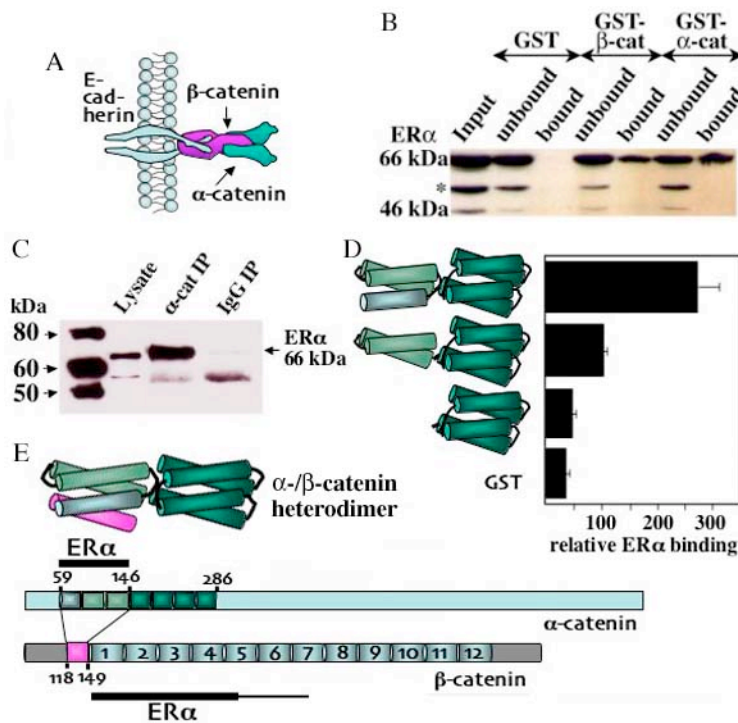 A
E-
cad-
herin
β-catenin
α-catenin
B
GST
GST-
β-cat
GST-
α-cat
Input
unbound
bound
unbound
bound
unbound
bound
ERα
66 kDa
*
46 kDa
C
kDa
Lysate
α-cat IP
IgG IP
80
60
50
ERα
66 kDa
D
GST
100
200
300
relative ERα binding
E
α-/β-catenin
heterodimer
ERα
59
146
286
α-catenin
1 2 3 4 5 6 7 8 9 10 11 12
118
149
β-catenin
ERα